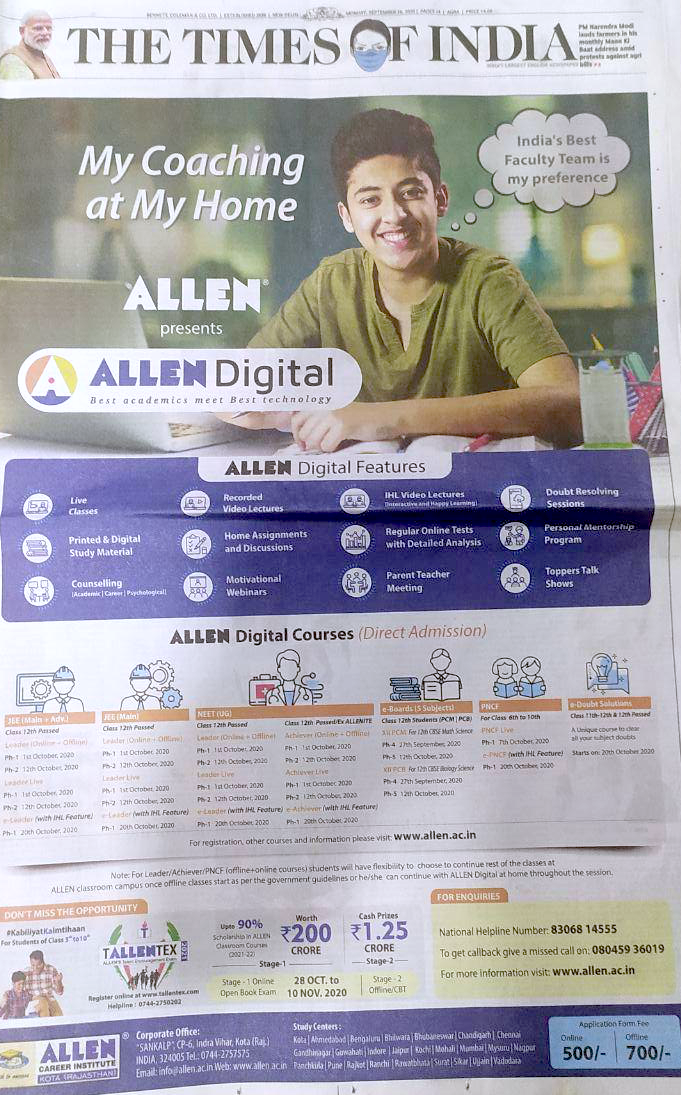 BENNETT, COLEMAN & CO. LTD. | ESTABLISHED 1838 | NEW DELHI
MONDAY, SEPTEMBER 28, 2020 | PAGES 14 | AGRA | PRICE
THE TIMES OF INDIA
INDIA'S LARGEST ENGLISH NEWSPAPER
PM Narendra Modi
lauds farmers in his
monthly Mann Ki
Baat address amid
protests against agri
bills
My Coaching
at My Home
India's Best
Faculty Team is
my preference
ALLEN®
presents
ALLEN Digital
Best academics meet Best technology
ALLEN Digital Features
Live
Classes
Recorded
Video Lectures
IHL Video Lectures
(Interactive and Happy Learning)
Doubt Resolving
Sessions
Printed & Digital
Study Material
Home Assignments
and Discussions
Regular Online Tests
with Detailed Analysis
Personal Mentorship
Program
Counselling
(Academic | Career | Psychological)
Motivational
Webinars
Parent Teacher
Meeting
Toppers Talk
Shows
ALLEN Digital Courses (Direct Admission)
JEE (Main + Adv.)
Class 12th Passed
Leader (Online + Offline)
Ph-1 1st October, 2020
Ph-2 12th October, 2020
Leader Live
Ph-1 1st October, 2020
Ph-2 12th October, 2020
e-Leader (with IHL Feature)
Ph-1 20th October, 2020
JEE (Main)
Class 12th Passed
Leader (Online + Offline)
Ph-1 1st October, 2020
Ph-2 12th October, 2020
Leader Live
Ph-1 1st October, 2020
Ph-2 12th October, 2020
e-Leader (with IHL Feature)
Ph-1 20th October, 2020
NEET (UG)
Class 12th Passed
Leader (Online + Offline)
Ph-1 1st October, 2020
Ph-2 12th October, 2020
Leader Live
Ph-1 1st October, 2020
Ph-2 12th October, 2020
e-Leader (with IHL Feature)
Ph-1 20th October, 2020
Class 12th Passed/Ex ALLENITE
Achiever (Online + Offline)
Ph-1 1st October, 2020
Ph-2 12th October, 2020
Achiever Live
Ph-1 1st October, 2020
Ph-2 12th October, 2020
e-Achiever (with IHL Feature)
Ph-1 20th October, 2020
e-Boards (5 Subjects)
Class 12th Students (PCM | PCB)
XII PCM For 12th CBSE Math Science
Ph-4 27th September, 2020
Ph-5 12th October, 2020
XII PCB For 12th CBSE Biology Science
Ph-4 27th September, 2020
Ph-5 12th October, 2020
PNCF
For Class 6th to 10th
PNCF Live
Ph-1 7th October, 2020
e-PNCF (with IHL Feature)
Ph-1 20th October, 2020
e-Doubt Solutions
Class 11th-12th & 12th Passed
A Unique course to clear
all your subject doubts
Starts on: 20th October, 2020
For registration, other courses and information please visit: www.allen.ac.in
Note: For Leader/Achiever/PNCF (offline+online courses) students will have flexibility to choose to continue rest of the classes at
ALLEN classroom campus once offline classes start as per the government guidelines or he/she can continue with ALLEN Digital at home throughout the session.
DON'T MISS THE OPPORTUNITY
#KabiliyatKaImtihaan
For Students of Class 5th to 10th
TALLENTEX 2021
ALLEN'S Talent Encouragement Exam
Register online at www.tallentex.com
Helpline : 0744-2750202
Upto 90%
Scholarship in ALLEN
Classroom Courses
(2021-22)
Worth
₹200
CRORE
Stage-1
Cash Prizes
₹1.25
CRORE
Stage-2
Stage - 1 Online
Open Book Exam
28 OCT. to
10 NOV. 2020
Stage - 2
Offline/CBT
FOR ENQUIRIES
National Helpline Number: 83068 14555
To get callback give a missed call on: 080459 36019
For more information visit: www.allen.ac.in
ALLEN®
CAREER INSTITUTE
KOTA (RAJASTHAN)
Corporate Office:
"SANKALP", CP-6, Indra Vihar, Kota (Raj.)
INDIA, 324005 Tel.: 0744-2757575
Email: info@allen.ac.in Web: www.allen.ac.in
Study Centers :
Kota | Ahmedabad | Bengaluru | Bhilwara | Bhubaneswar | Chandigarh | Chennai
Gandhinagar | Guwahati | Indore | Jaipur | Kochi | Mohali | Mumbai | Mysuru | Nagpur
Panchkula | Pune | Rajkot | Ranchi | Rawatbhata | Surat | Sikar | Ujjain | Vadodara
Application Form Fee
Online
500/-
Offline
700/-